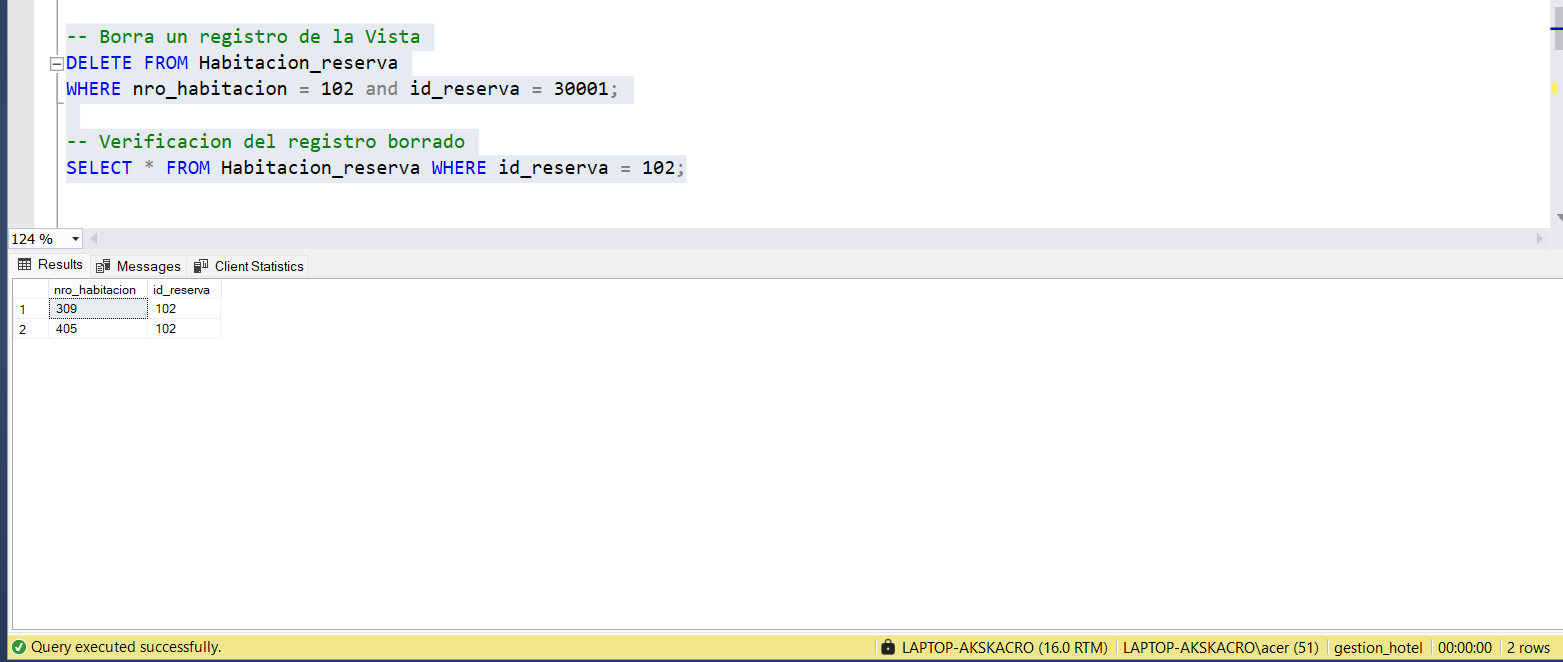 -- Borra un registro de la Vista
DELETE FROM Habitacion_reserva
WHERE nro_habitacion = 102 and id_reserva = 30001;
-- Verificacion del registro borrado
SELECT * FROM Habitacion_reserva WHERE id_reserva = 102;
124 %
Results Messages Client Statistics
nro_habitacion id_reserva
1 309 102
2 405 102
Query executed successfully. LAPTOP-AKSKACRO (16.0 RTM) LAPTOP-AKSKACRO\acer (51) gestion_hotel 00:00:00 2 rows